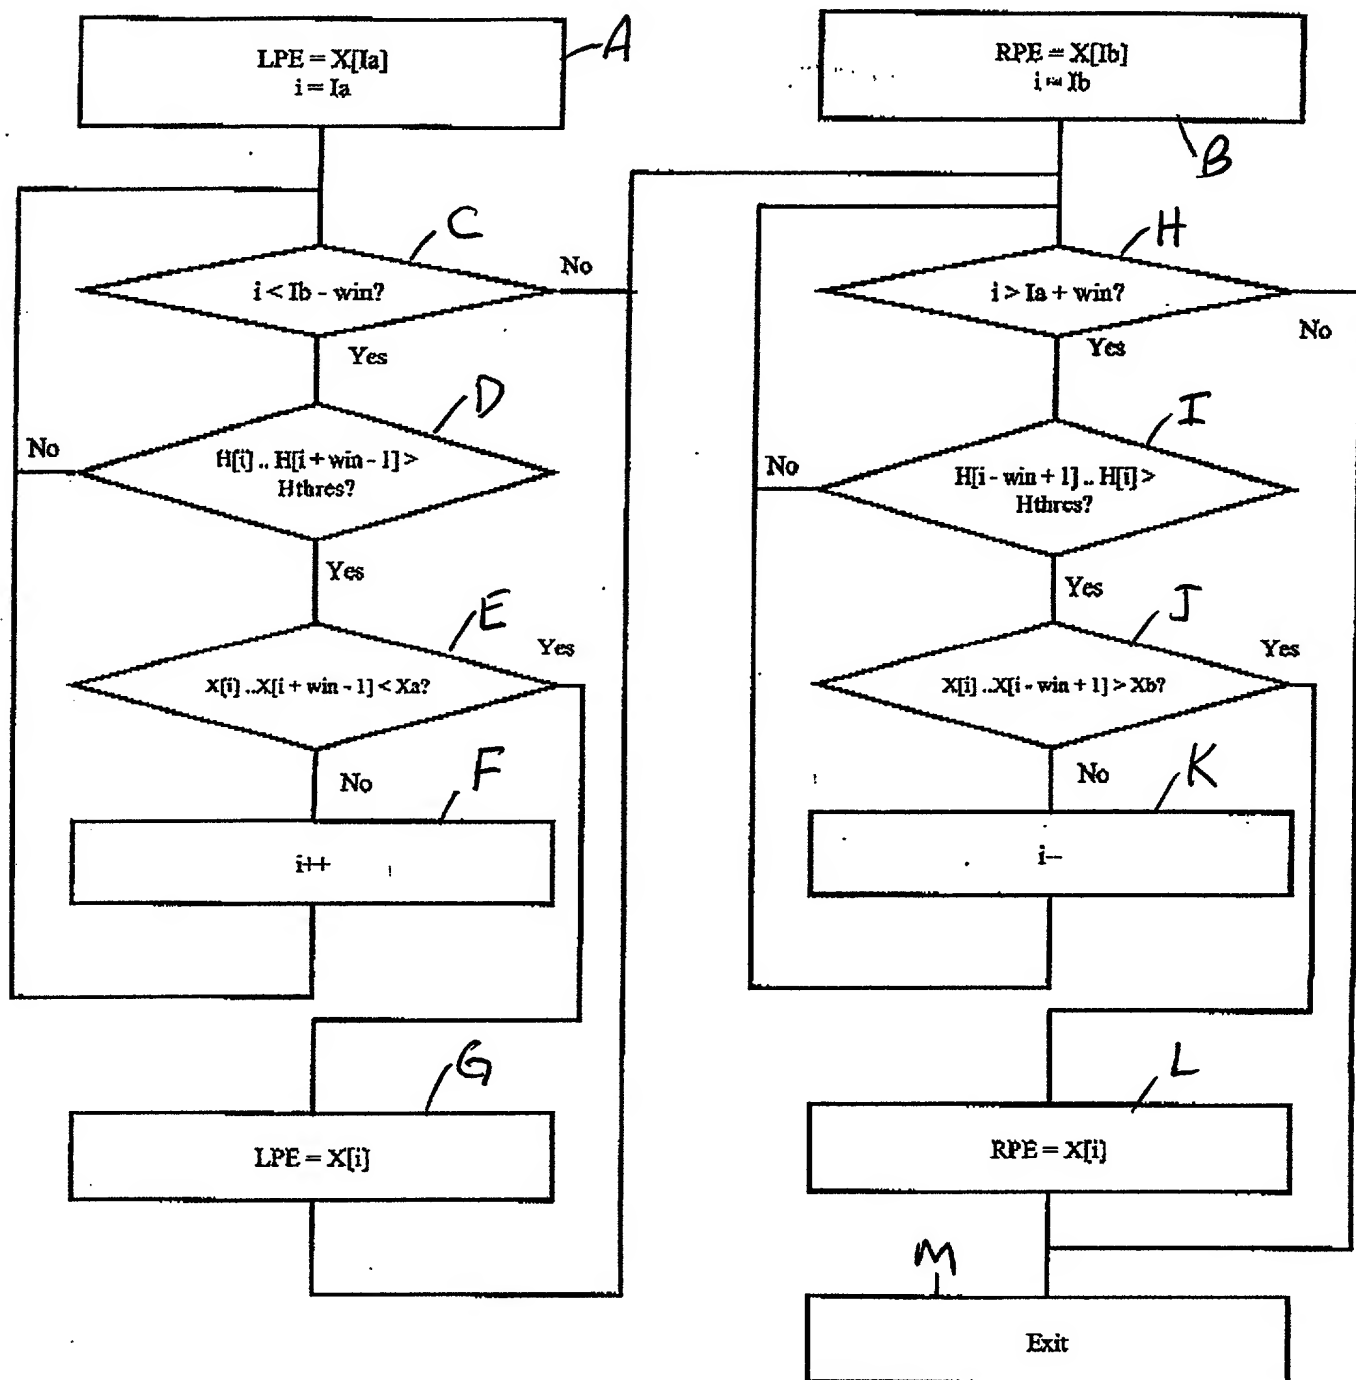 LPE = X[Ia]
i = Ia
A
C
i < Ib - win?
No
Yes
D
H[i] .. H[i + win - 1] >
Hthres?
No
Yes
E
X[i] ..X[i + win - 1] < Xa?
Yes
No
F
i++
G
LPE = X[i]
RPE = X[Ib]
i = Ib
B
H
i > Ia + win?
No
Yes
I
H[i - win + 1] .. H[i] >
Hthres?
No
Yes
J
X[i] ..X[i - win + 1] > Xb?
Yes
No
K
i--
L
RPE = X[i]
M
Exit